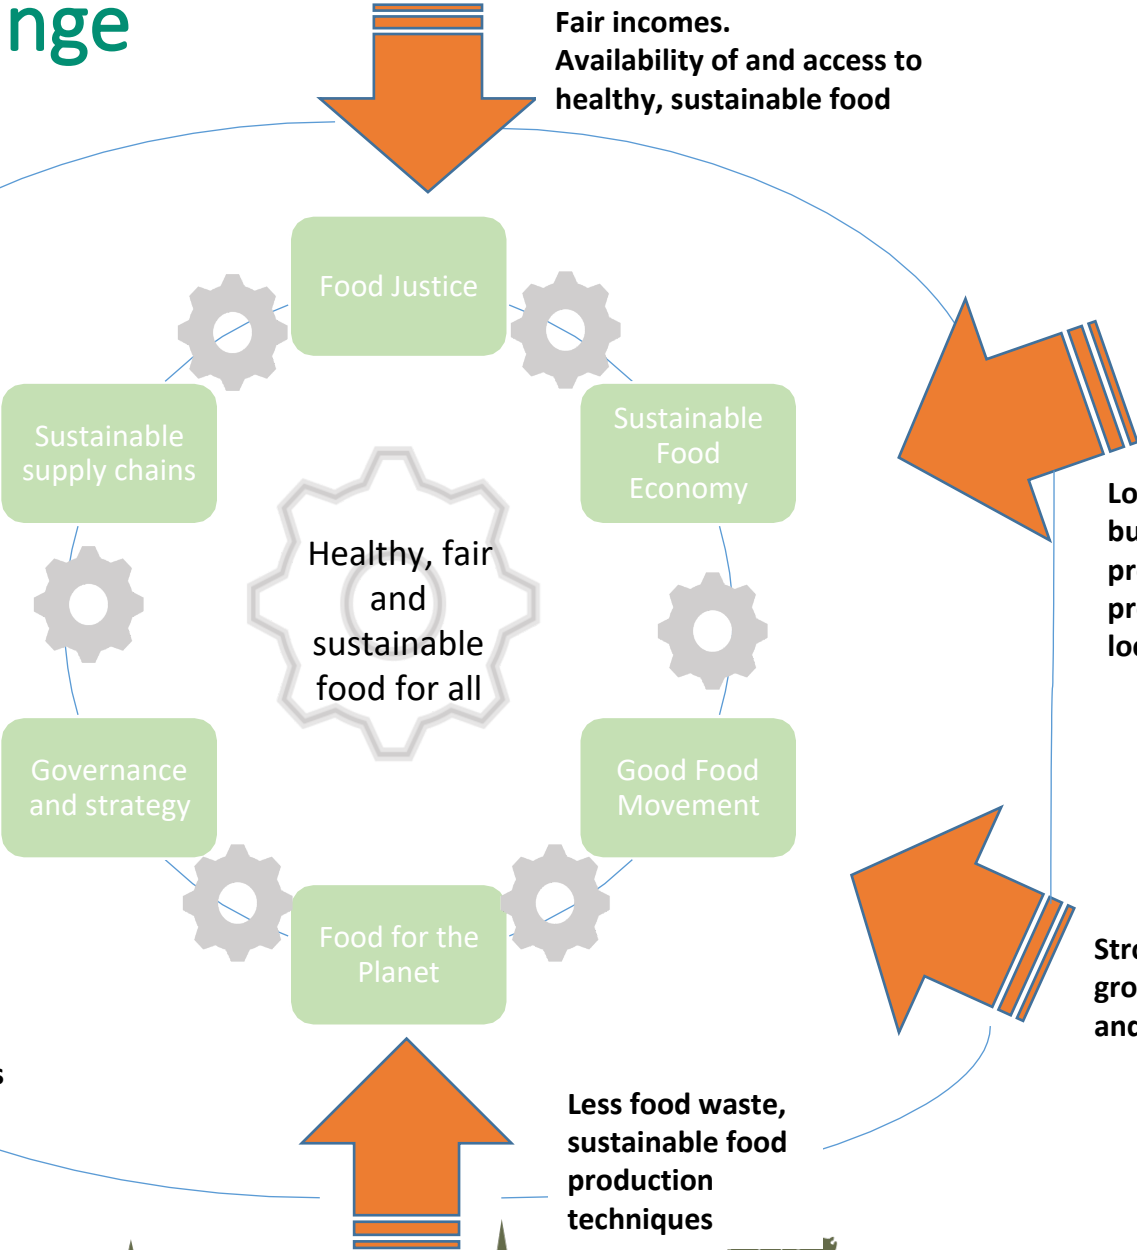 nge
Fair incomes.
Availability of and access to
healthy, sustainable food
Food Justice
Sustainable
supply chains
Sustainable
Food
Economy
Healthy, fair
and
sustainable
food for all
Governance
and strategy
Good Food
Movement
Food for the
Planet
Less food waste,
sustainable food
production
techniques